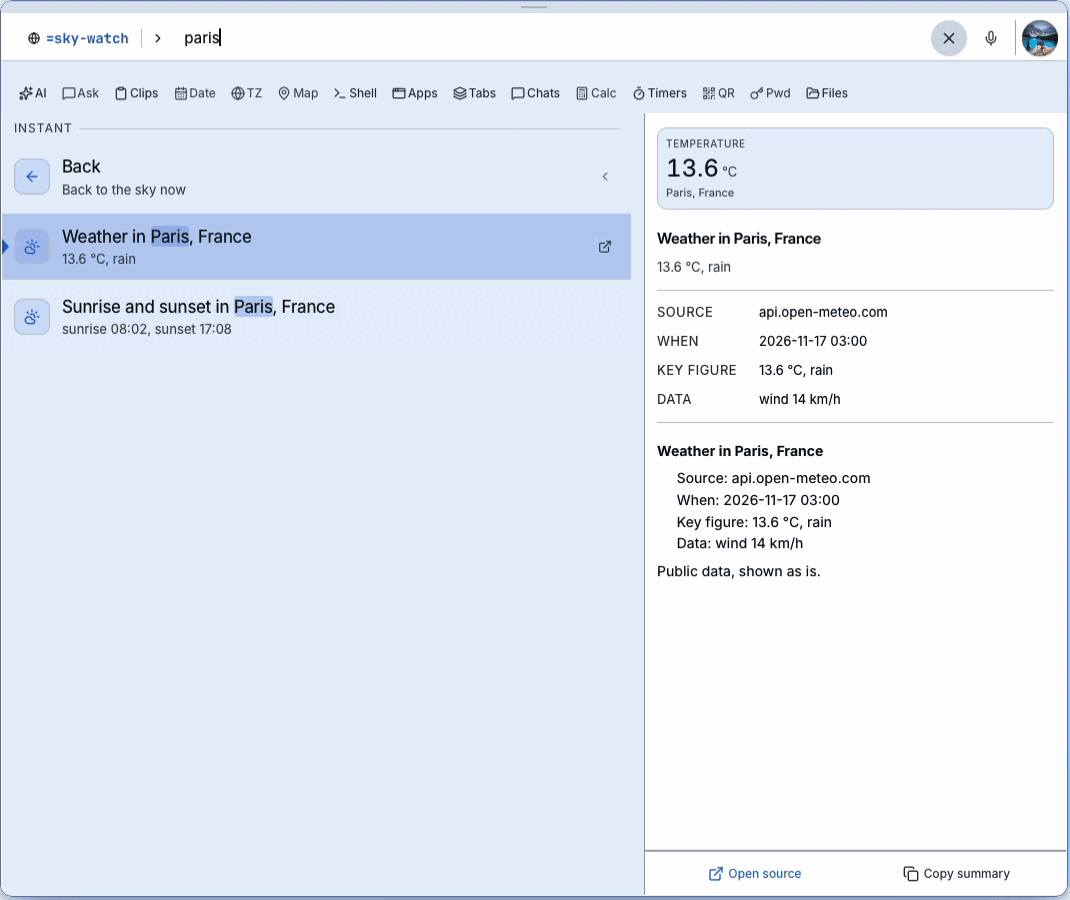 =sky-watch
paris
AI
Ask
Clips
Date
TZ
Map
Shell
Apps
Tabs
Chats
Calc
Timers
QR
Pwd
Files
INSTANT
Back
Back to the sky now
Weather in Paris, France
13.6 °C, rain
Sunrise and sunset in Paris, France
sunrise 08:02, sunset 17:08
TEMPERATURE
13.6 °C
Paris, France
Weather in Paris, France
13.6 °C, rain
SOURCE api.open-meteo.com
WHEN 2026-11-17 03:00
KEY FIGURE 13.6 °C, rain
DATA wind 14 km/h
Weather in Paris, France
Source: api.open-meteo.com
When: 2026-11-17 03:00
Key figure: 13.6 °C, rain
Data: wind 14 km/h
Public data, shown as is.
Open source
Copy summary